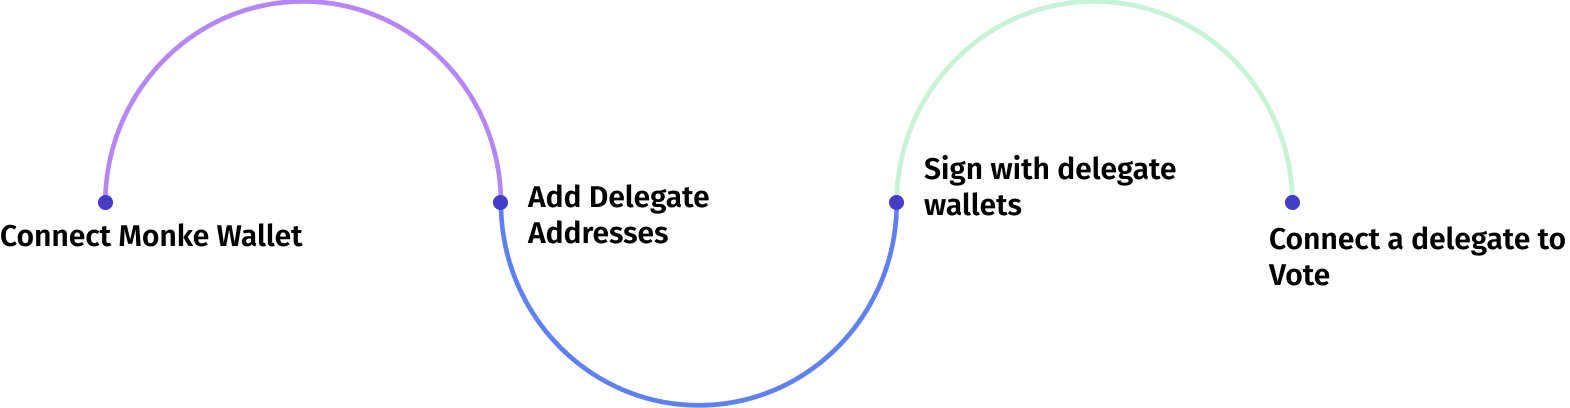 Connect Monke Wallet
Add Delegate
Addresses
Sign with delegate
wallets
Connect a delegate to
Vote